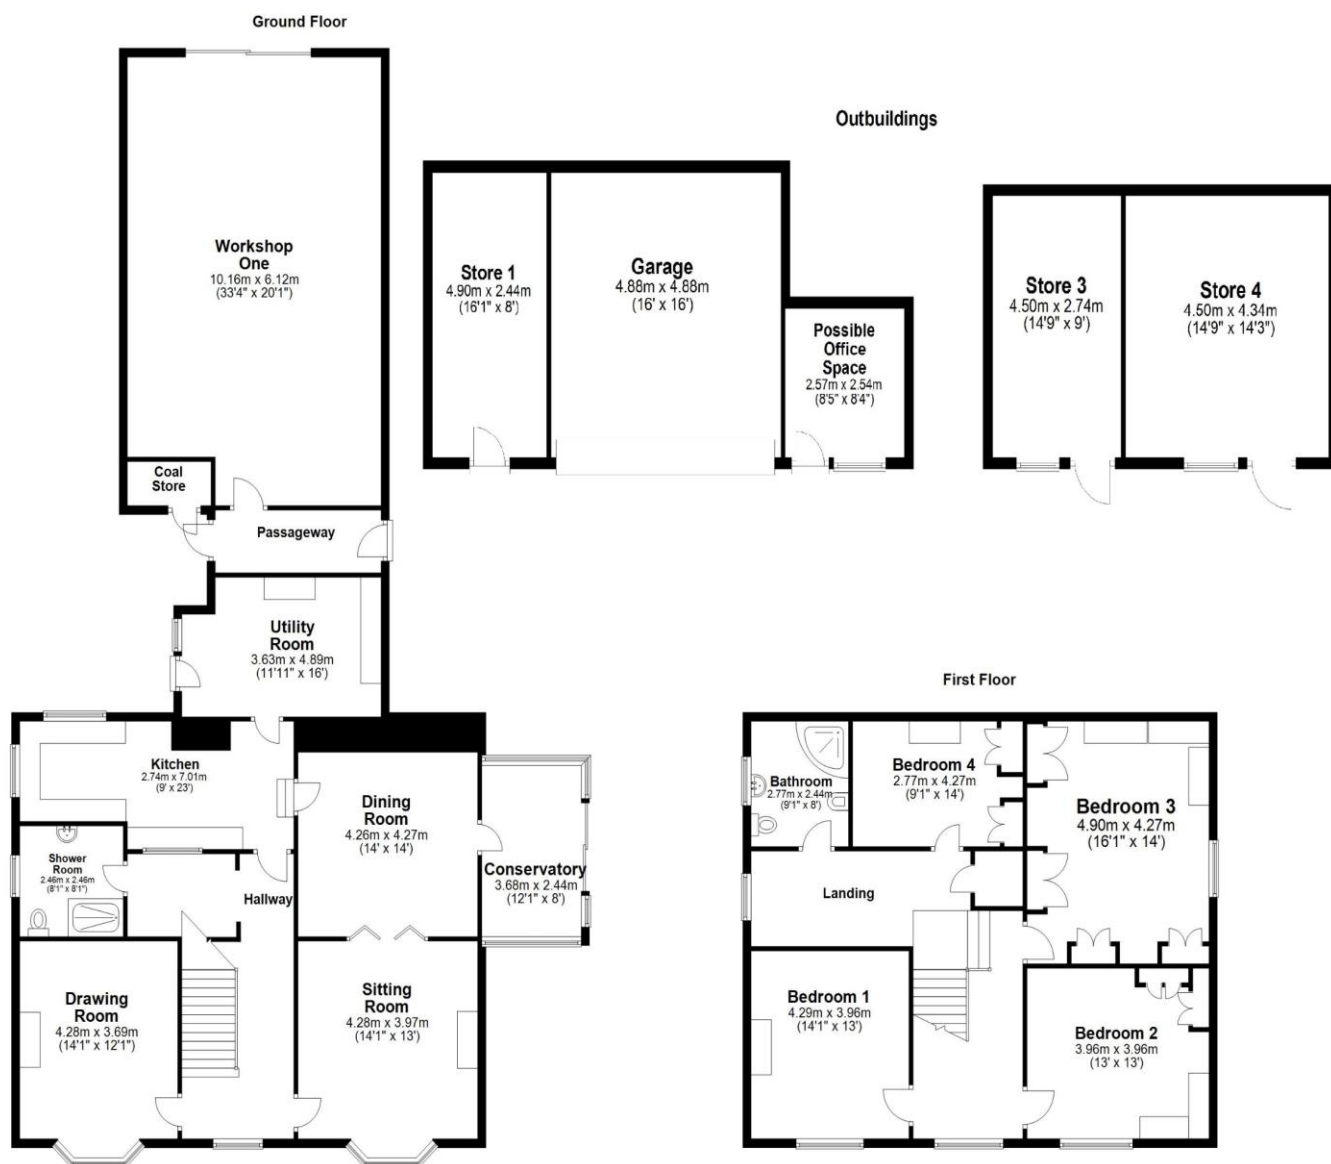 Ground Floor
Workshop
One
10.16m x 6.12m
(33'4" x 20'1")
Coal
Store
Passageway
Utility
Room
3.63m x 4.89m
(11'11" x 16')
Kitchen
2.74m x 7.01m
(9' x 23')
Shower
Room
2.46m x 2.46m
(8'1" x 8'1")
Hallway
Dining
Room
4.26m x 4.27m
(14' x 14')
Conservatory
3.68m x 2.44m
(12'1" x 8')
Drawing
Room
4.28m x 3.69m
(14'1" x 12'1")
Sitting
Room
4.28m x 3.97m
(14'1" x 13')
Outbuildings
Store 1
4.90m x 2.44m
(16'1" x 8')
Garage
4.88m x 4.88m
(16' x 16')
Possible
Office
Space
2.57m x 2.54m
(8'5" x 8'4")
Store 3
4.50m x 2.74m
(14'9" x 9')
Store 4
4.50m x 4.34m
(14'9" x 14'3")
First Floor
Bathroom
2.77m x 2.44m
(9'1" x 8')
Bedroom 4
2.77m x 4.27m
(9'1" x 14')
Bedroom 3
4.90m x 4.27m
(16'1" x 14')
Landing
Bedroom 1
4.29m x 3.96m
(14'1" x 13')
Bedroom 2
3.96m x 3.96m
(13' x 13')